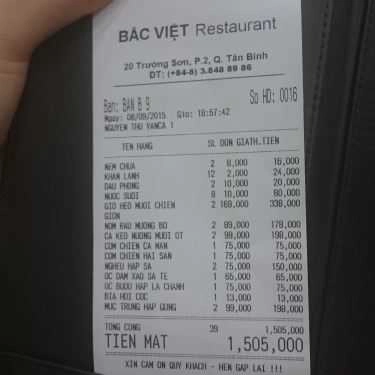 BẮC VIỆT Restaurant
20 Trường Sơn, P.2, Q. Tân Bình
ĐT: (+84-8) 3.848 89 86
Ban: BAN B 9 So HD: 0016
Ngay: 08/09/2015 Gio: 18:57:42
NGUYEN THU VANCA 1
TEN HANG SL DON GIATH.TIEN
NEM CHUA 2 8,000 16,000
KHAN LANH 12 2,000 24,000
DAU PHONG 2 10,000 20,000
NUOC SUOI 8 10,000 80,000
GIO HEO MUOI CHIEN 2 169,000 338,000
GION
NOM RAU MUONG BO 2 89,000 178,000
CA KEO NUONG MUOI OT 2 99,000 198,000
COM CHIEN CA MAN 1 75,000 75,000
COM CHIEN HAI SAN 1 75,000 75,000
NGHEU HAP SA 2 75,000 150,000
OC DAM XAO SA TE 1 65,000 65,000
OC BUOU HAP LA CHANH 1 75,000 75,000
BIA HOI COC 1 13,000 13,000
MUC TRUNG HAP GUNG 2 99,000 198,000
TONG CONG 39 1,505,000
TIEN MAT 1,505,000
XIN CAM ON QUY KHACH - HEN GAP LAI !!!